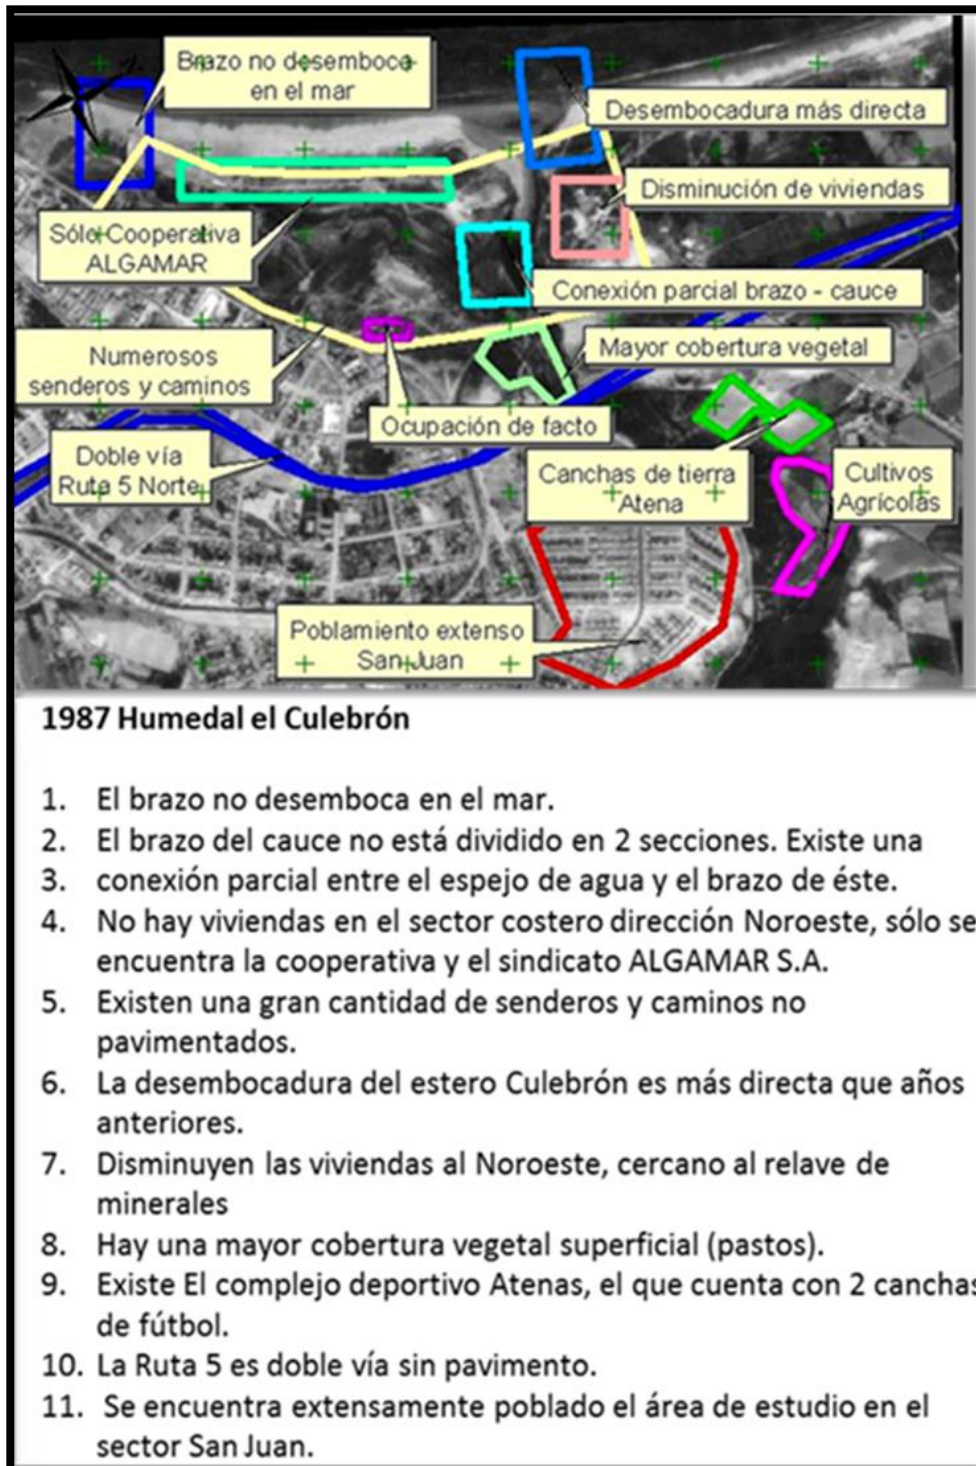 Brazo no desemboca
en el mar
Desembocadura más directa
Disminución de viviendas
Sólo Cooperativa
ALGAMAR
Conexión parcial brazo - cauce
Numerosos
senderos y caminos
Mayor cobertura vegetal
Ocupación de facto
Doble vía
Ruta 5 Norte
Canchas de tierra
Atena
Cultivos
Agrícolas
Poblamiento extenso
San Juan
1987 Humedal el Culebrón
1. El brazo no desemboca en el mar.
2. El brazo del cauce no está dividido en 2 secciones. Existe una
3. conexión parcial entre el espejo de agua y el brazo de éste.
4. No hay viviendas en el sector costero dirección Noroeste, sólo se
encuentra la cooperativa y el sindicato ALGAMAR S.A.
5. Existen una gran cantidad de senderos y caminos no
pavimentados.
6. La desembocadura del estero Culebrón es más directa que años
anteriores.
7. Disminuyen las viviendas al Noroeste, cercano al relave de
minerales
8. Hay una mayor cobertura vegetal superficial (pastos).
9. Existe El complejo deportivo Atenas, el que cuenta con 2 canchas
de fútbol.
10. La Ruta 5 es doble vía sin pavimento.
11. Se encuentra extensamente poblado el área de estudio en el
sector San Juan.